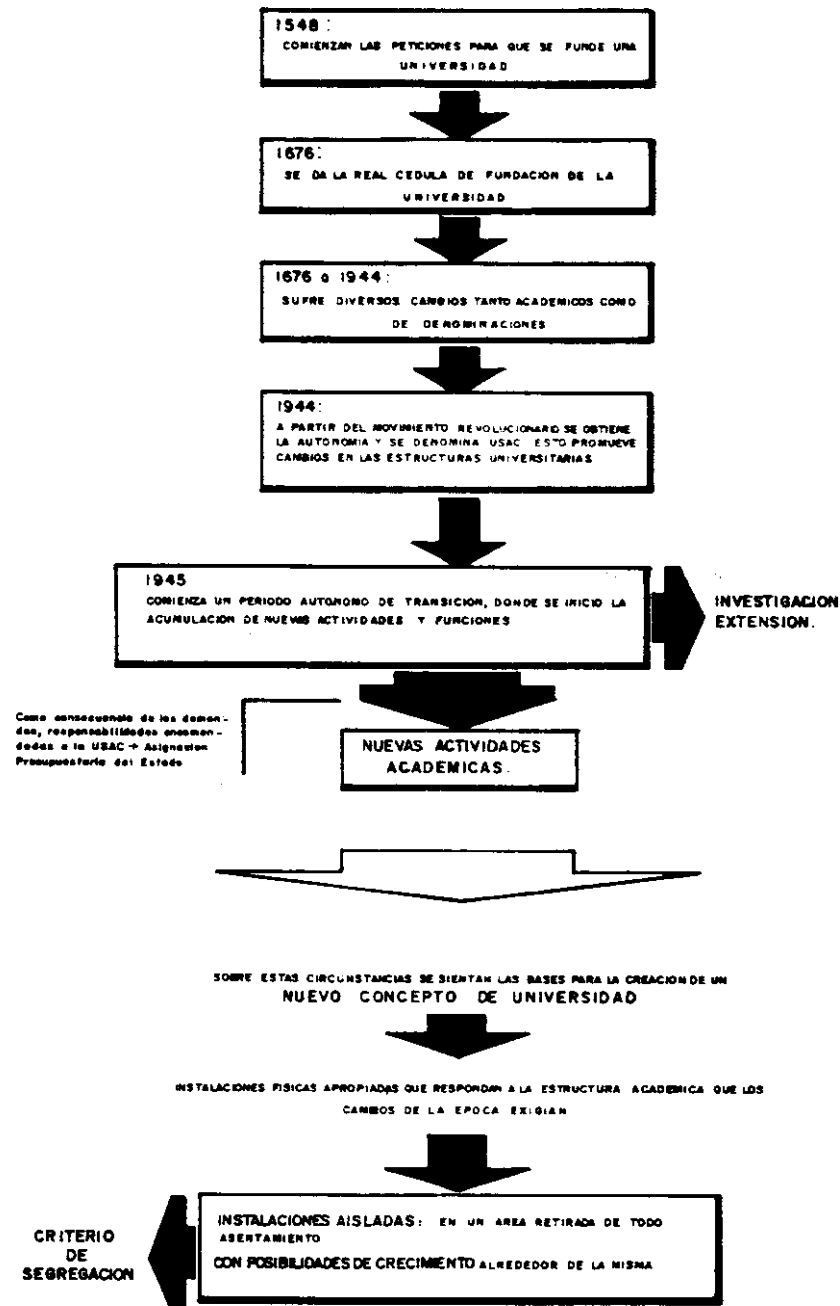 1548:
COMIENZAN LAS PETICIONES PARA QUE SE FUNDE UNA
UNIVERSIDAD
1676:
SE DA LA REAL CEDULA DE FUNDACION DE LA
UNIVERSIDAD
1676 a 1944:
SUFRE DIVERSOS CAMBIOS TANTO ACADEMICOS COMO
DE DENOMINACIONES
1944:
A PARTIR DEL MOVIMIENTO REVOLUCIONARIO SE OBTIENE
LA AUTONOMIA Y SE DENOMINA USAC. ESTO PROMUEVE
CAMBIOS EN LAS ESTRUCTURAS UNIVERSITARIAS
1945
COMIENZA UN PERIODO AUTONOMO DE TRANSICION, DONDE SE INICIO LA
ACUMULACION DE NUEVAS ACTIVIDADES Y FUNCIONES
INVESTIGACION
EXTENSION.
Como consecuencia de las deman-
das, responsabilidades encomen-
dadas a la USAC → Asignacion
Presupuestaria del Estado
NUEVAS ACTIVIDADES
ACADEMICAS.
SOBRE ESTAS CIRCUNSTANCIAS SE SIENTAN LAS BASES PARA LA CREACION DE UN
NUEVO CONCEPTO DE UNIVERSIDAD
INSTALACIONES FISICAS APROPIADAS QUE RESPONDAN A LA ESTRUCTURA ACADEMICA QUE LOS
CAMBIOS DE LA EPOCA EXIGIAN
INSTALACIONES AISLADAS: EN UN AREA RETIRADA DE TODO
ASENTAMIENTO
CON POSIBILIDADES DE CRECIMIENTO ALREDEDOR DE LA MISMA
CRITERIO
DE
SEGREGACION